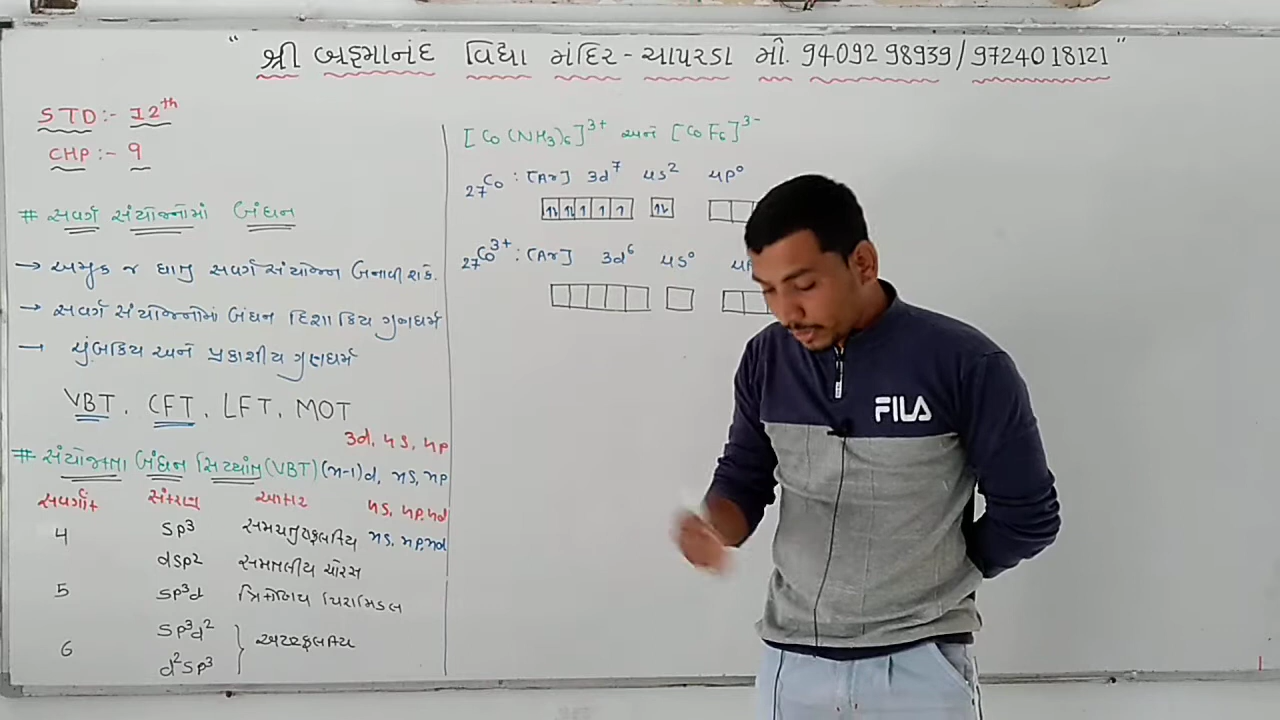 " શ્રી બ્રહ્માનંદ વિદ્યા મંદિર - ચાપરડા મો. 94092 98939 / 97240 18121 "
STD :- 12th
CHP :- 9
# સવર્ગ સંયોજનોમાં બંધન
→ અમુક જ ધાતુ સવર્ગ સંયોજન બનાવી શકે.
→ સવર્ગ સંયોજનોમાં બંધન દિશાકિય ગુણધર્મ
→ ચુંબકિય અને પ્રકાશીય ગુણધર્મ
VBT, CFT, LFT, MOT
3d, 4s, 4p
# સંયોજકતા બંધન સિધ્ધાંત (VBT) (n-1)d, ns, np
સવર્ગાંક સંકરણ આકાર 4s, 4p, 4d
4 sp³ સમચતુષ્ફલકીય ns, np, nd
dsp² સમતલીય ચોરસ
5 sp³d ત્રિકોણીય પિરામિડલ
sp³d²
6 અષ્ટફલકીય
d²sp³
[Co(NH₃)₆]³⁺ અને [CoF₆]³⁻
₂₇Co : [Ar] 3d⁷ 4s² 4p⁰
↑↓ ↑↓ ↑ ↑ ↑ ↑↓
₂₇Co³⁺ : [Ar] 3d⁶ 4s⁰
FILA